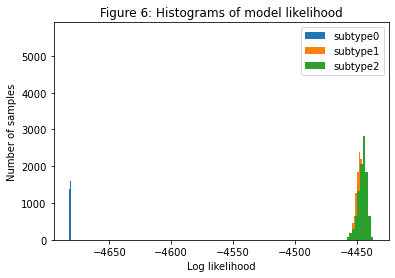 Figure 6: Histograms of model likelihood
subtype0
subtype1
subtype2
Number of samples
5000
4000
3000
2000
1000
0
−4650
−4600
−4550
−4500
−4450
Log likelihood